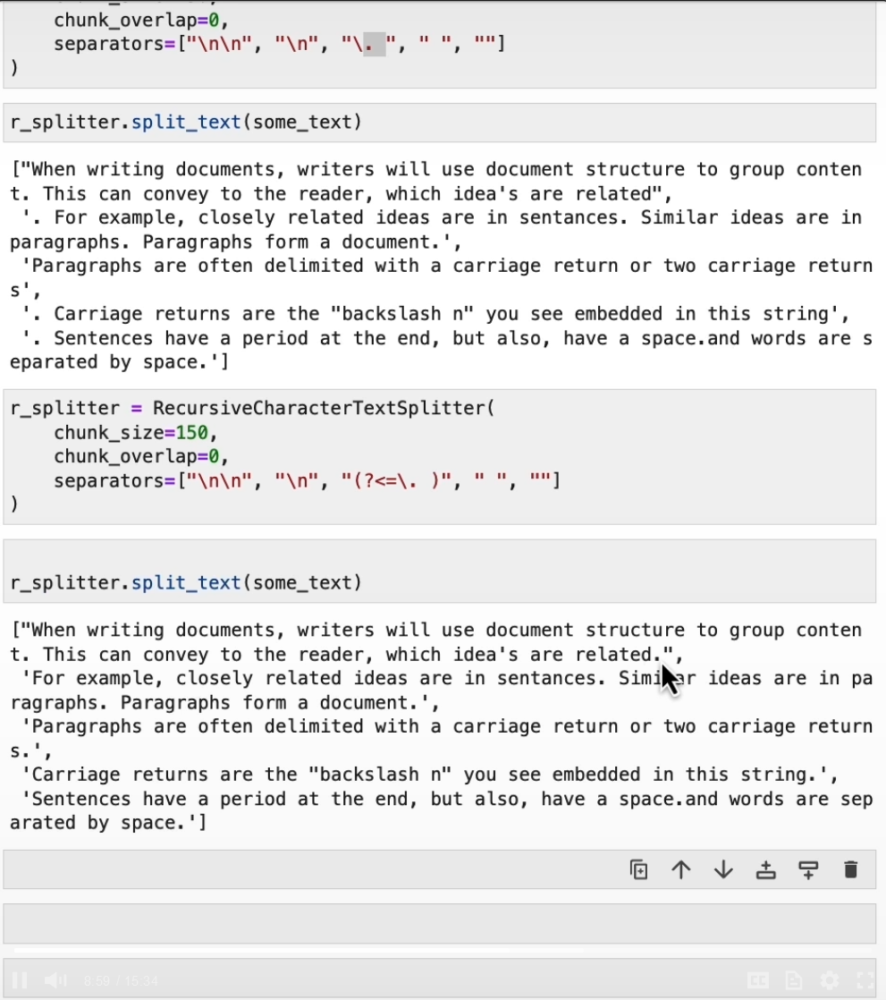 chunk_overlap=0,
separators=["\n\n", "\n", "\. ", " ", ""]
)
r_splitter.split_text(some_text)
["When writing documents, writers will use document structure to group conten
t. This can convey to the reader, which idea's are related",
'. For example, closely related ideas are in sentances. Similar ideas are in
paragraphs. Paragraphs form a document.',
'Paragraphs are often delimited with a carriage return or two carriage return
s',
'. Carriage returns are the "backslash n" you see embedded in this string',
'. Sentences have a period at the end, but also, have a space.and words are s
eparated by space.']
r_splitter = RecursiveCharacterTextSplitter(
chunk_size=150,
chunk_overlap=0,
separators=["\n\n", "\n", "(?<=\. )", " ", ""]
)
r_splitter.split_text(some_text)
["When writing documents, writers will use document structure to group conten
t. This can convey to the reader, which idea's are related.",
'For example, closely related ideas are in sentances. Similar ideas are in pa
ragraphs. Paragraphs form a document.',
'Paragraphs are often delimited with a carriage return or two carriage return
s.',
'Carriage returns are the "backslash n" you see embedded in this string.',
'Sentences have a period at the end, but also, have a space.and words are sep
arated by space.']
8:59 / 15:34